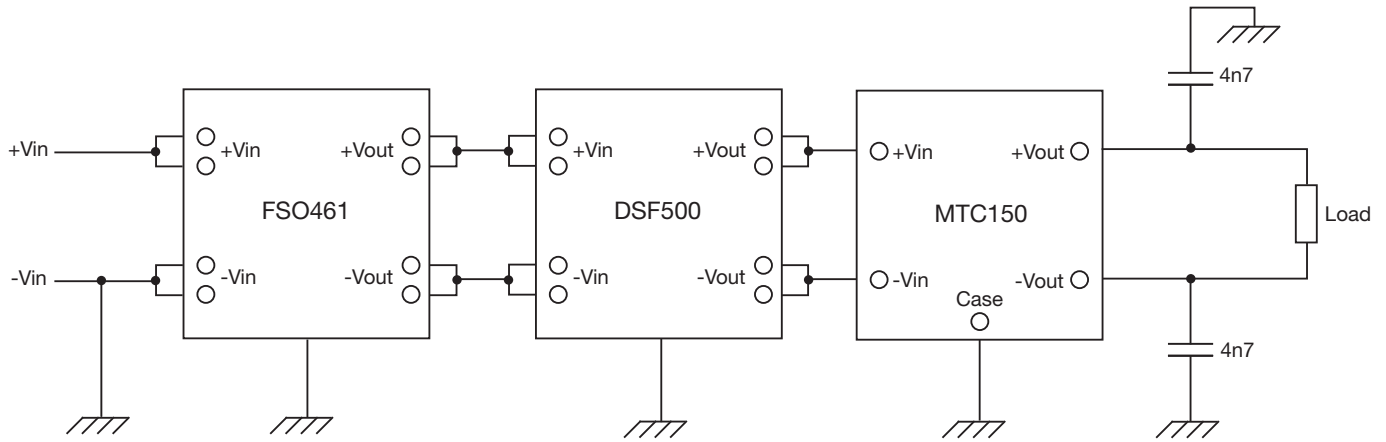 4n7
+Vin
+Vin
+Vout
+Vin
+Vout
+Vin
+Vout
FSO461
DSF500
MTC150
Load
-Vin
-Vin
-Vout
-Vin
-Vout
-Vin
-Vout
Case
4n7